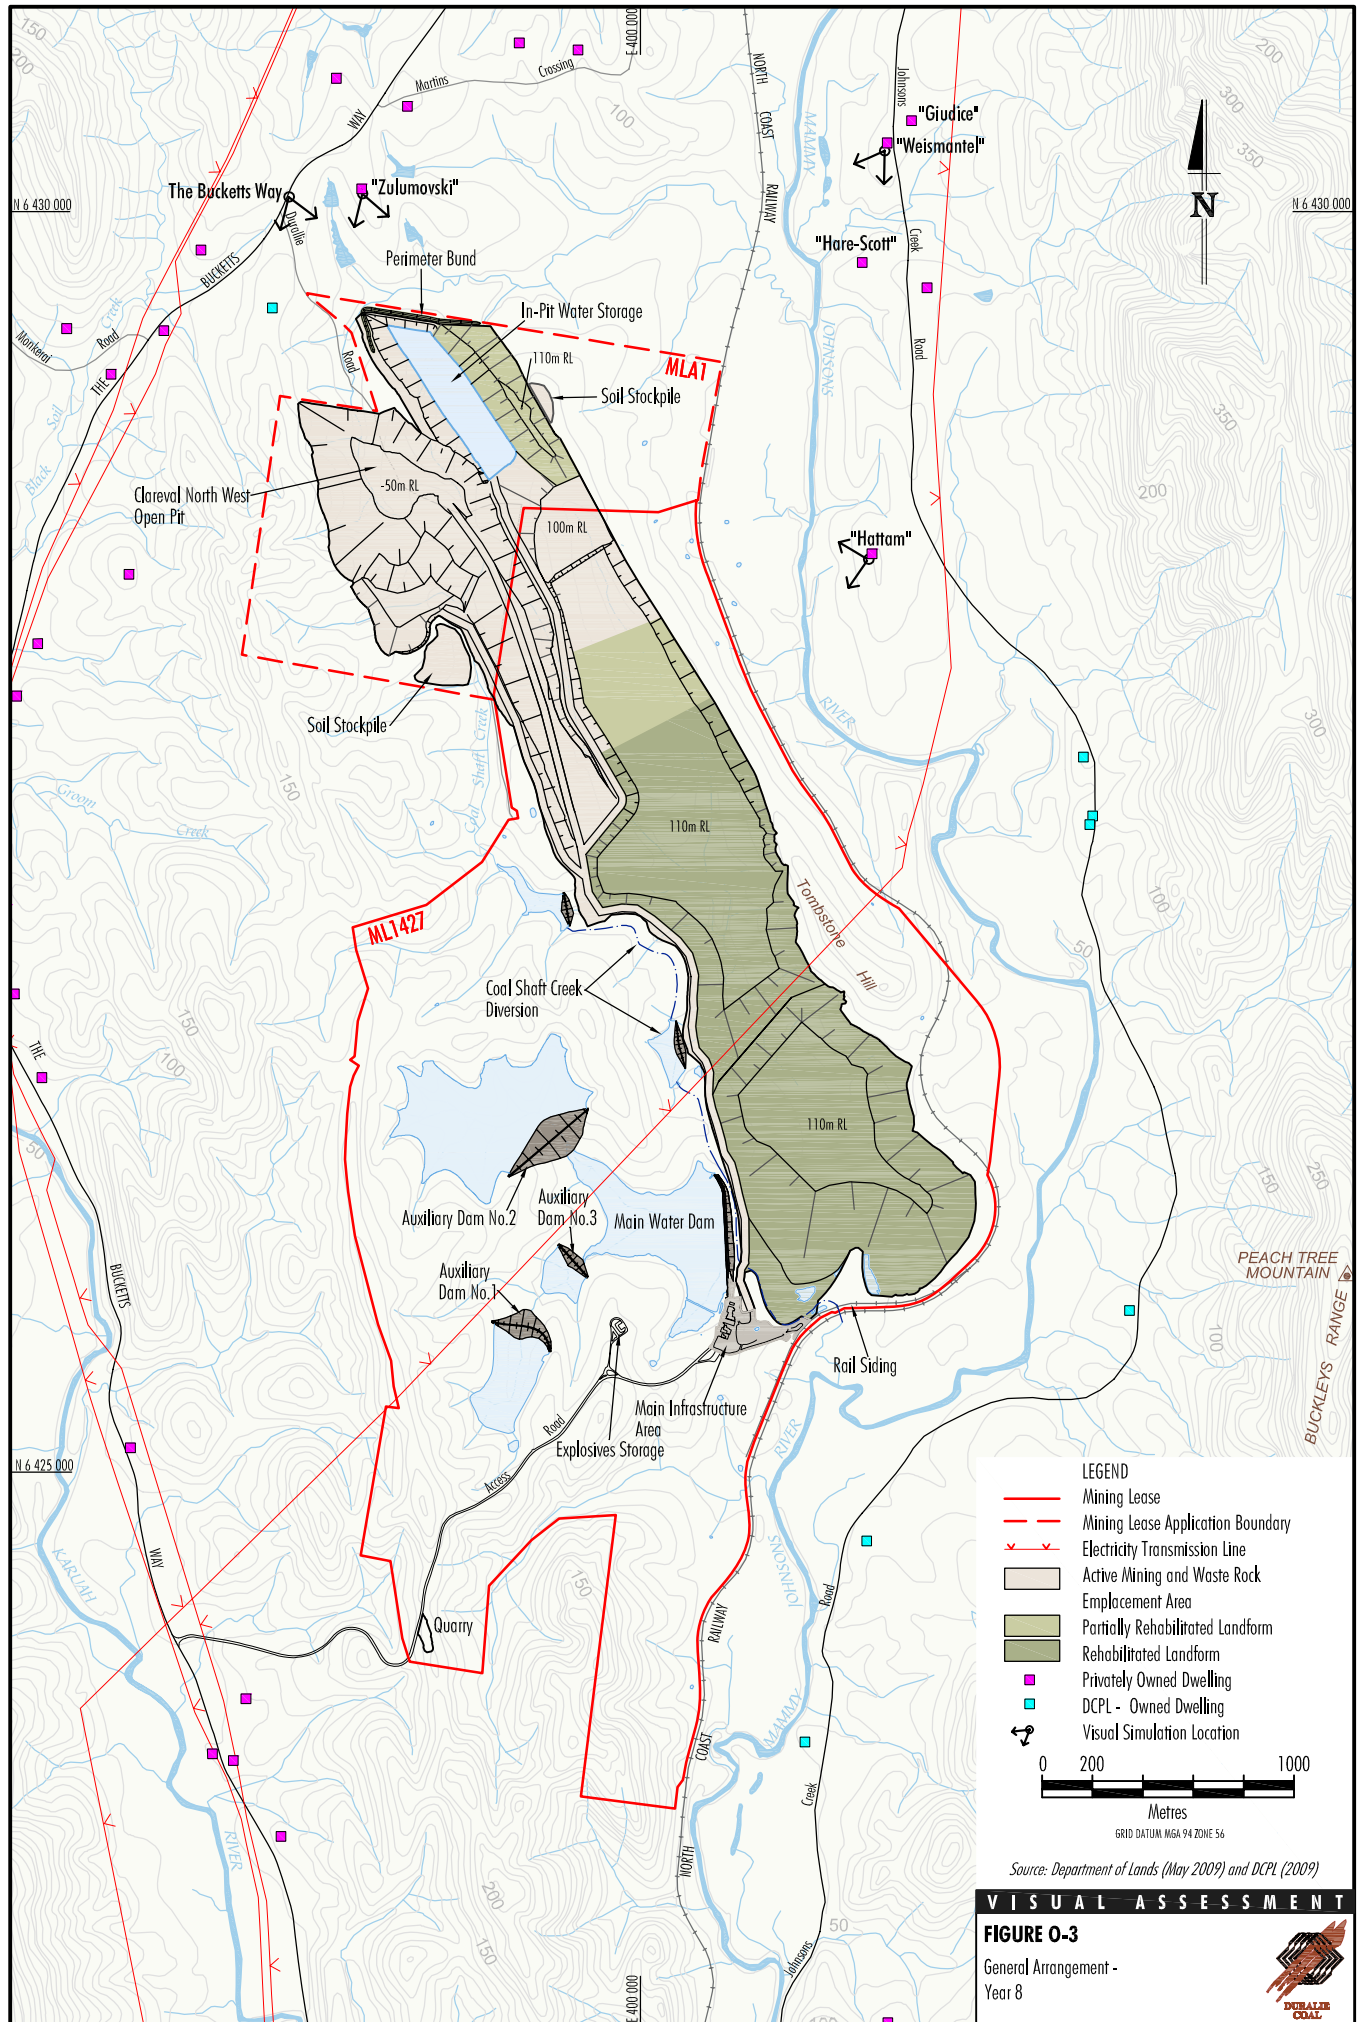 150
200
E 400 000
Martins
Crossing
WAY
100
NORTH
COAST
RAILWAY
MAMMY
JOHNSONS
RIVER
Johnsons
Creek
Road
"Giudice"
"Weismantel"
200
300
350
N
N 6 430 000
N 6 430 000
The Bucketts Way
"Zulumovski"
Durallie
Road
BUCKETTS
THE
Monkerai
Road
Black
Soil
Creek
"Hare-Scott"
Perimeter Bund
In-Pit Water Storage
110m RL
MLA1
Soil Stockpile
250
350
Clareval North West
Open Pit
-50m RL
100m RL
200
"Hattam"
Soil Stockpile
Coal Shaft Creek
150
Groom
Creek
300
110m RL
Tombstone
Hill
ML1427
100
50
Coal Shaft Creek
Diversion
150
100
THE
50
BUCKETTS
WAY
110m RL
Auxiliary Dam No.2
Auxiliary
Dam No.3
Main Water Dam
Auxiliary
Dam No.1
150
250
PEACH TREE
MOUNTAIN
BUCKLEYS RANGE
100
Rail Siding
Main Infrastructure
Area
Explosives Storage
Access
Road
N 6 425 000
KARUAH
RIVER
Quarry
150
RIVER
JOHNSONS
MAMMY
RAILWAY
COAST
NORTH
Road
Creek
Johnsons
200
150
50
E 400 000
LEGEND
Mining Lease
Mining Lease Application Boundary
Electricity Transmission Line
Active Mining and Waste Rock
Emplacement Area
Partially Rehabilitated Landform
Rehabilitated Landform
Privately Owned Dwelling
DCPL - Owned Dwelling
Visual Simulation Location
0 200 1000
Metres
GRID DATUM MGA 94 ZONE 56
Source: Department of Lands (May 2009) and DCPL (2009)
VISUAL ASSESSMENT
FIGURE O-3
General Arrangement -
Year 8
DURALIE
COAL